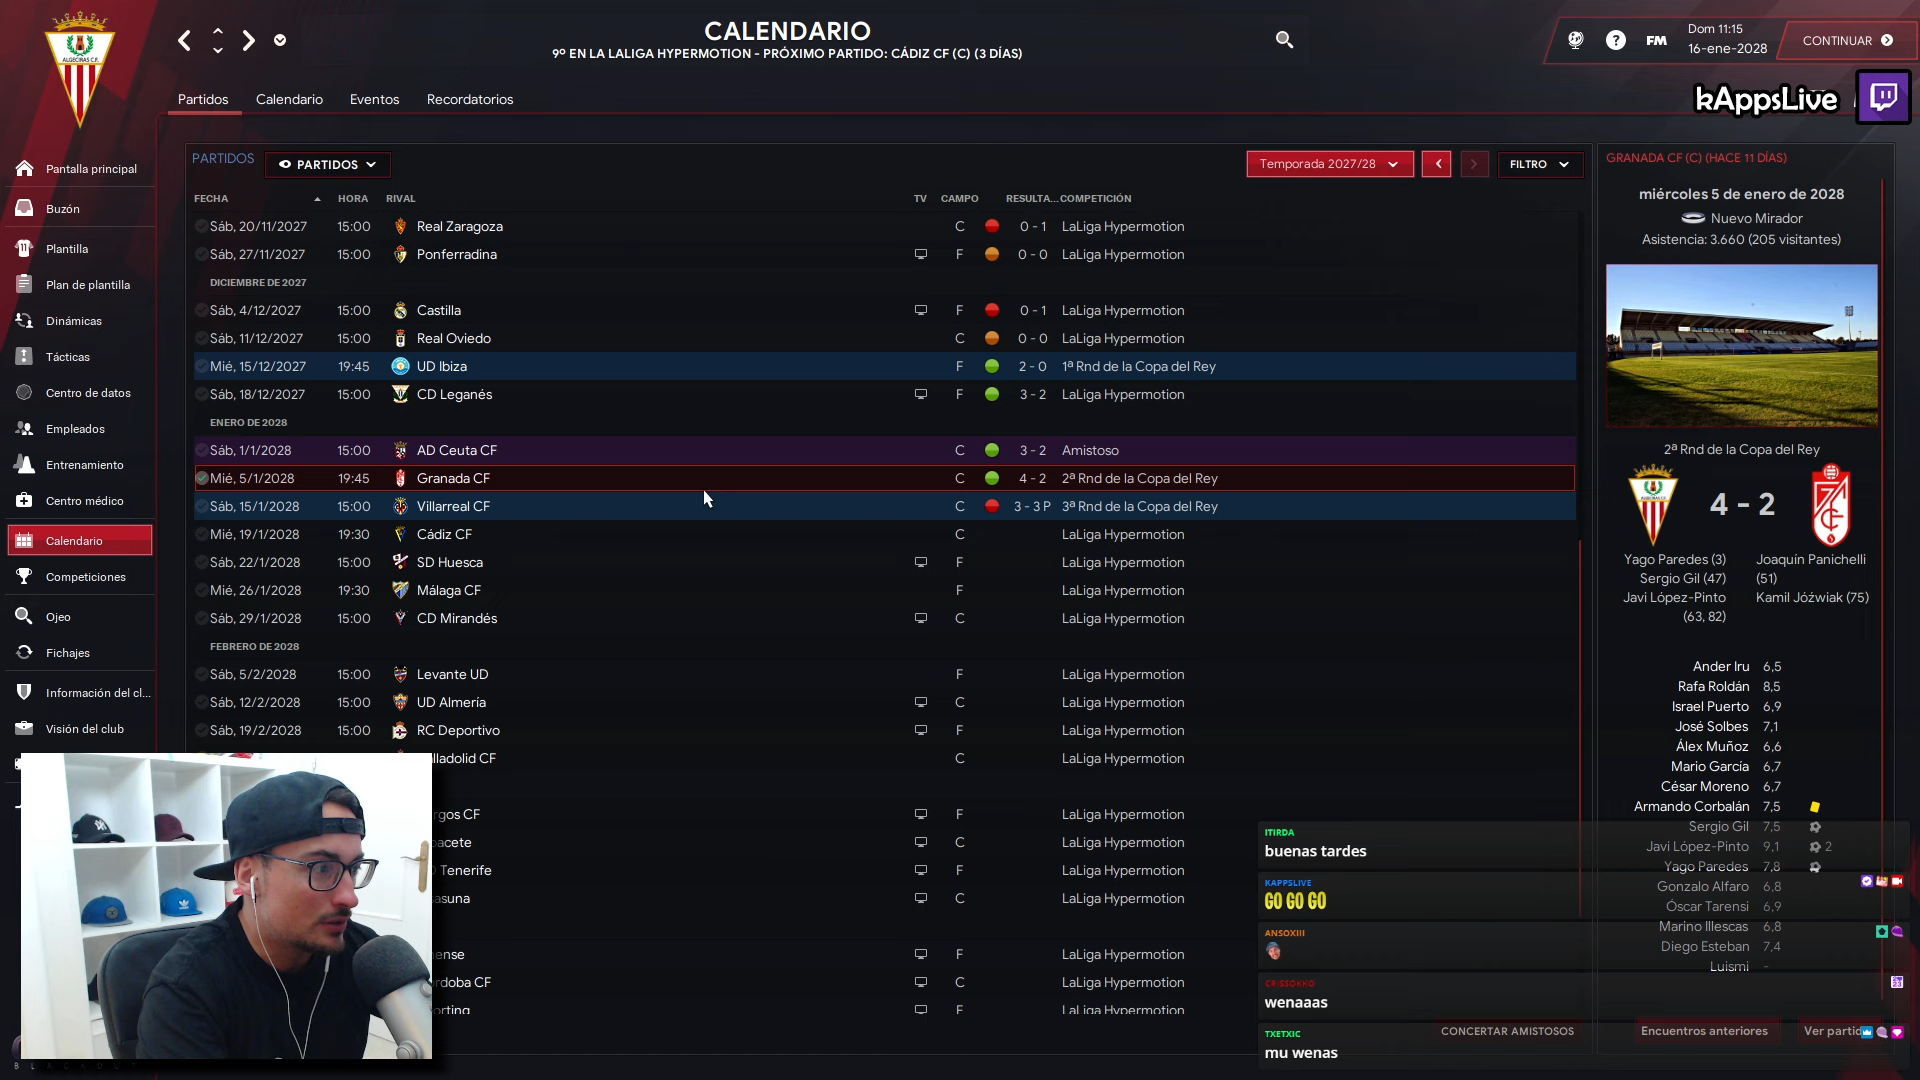 ALGECIRAS C.F.
CALENDARIO
9º EN LA LALIGA HYPERMOTION - PRÓXIMO PARTIDO: CÁDIZ CF (C) (3 DÍAS)
FM
Dom 11:15
16-ene-2028
CONTINUAR
kAppsLive
Partidos
Calendario
Eventos
Recordatorios
Pantalla principal
Buzón
Plantilla
Plan de plantilla
Dinámicas
Tácticas
Centro de datos
Empleados
Entrenamiento
Centro médico
Calendario
Competiciones
Ojeo
Fichajes
Información del cl...
Visión del club
PARTIDOS
PARTIDOS
Temporada 2027/28
FILTRO
FECHA HORA RIVAL TV CAMPO RESULTA... COMPETICIÓN
Sáb, 20/11/2027 15:00 Real Zaragoza C 0 - 1 LaLiga Hypermotion
Sáb, 27/11/2027 15:00 Ponferradina F 0 - 0 LaLiga Hypermotion
DICIEMBRE DE 2027
Sáb, 4/12/2027 15:00 Castilla F 0 - 1 LaLiga Hypermotion
Sáb, 11/12/2027 15:00 Real Oviedo C 0 - 0 LaLiga Hypermotion
Mié, 15/12/2027 19:45 UD Ibiza F 2 - 0 1ª Rnd de la Copa del Rey
Sáb, 18/12/2027 15:00 CD Leganés F 3 - 2 LaLiga Hypermotion
ENERO DE 2028
Sáb, 1/1/2028 15:00 AD Ceuta CF C 3 - 2 Amistoso
Mié, 5/1/2028 19:45 Granada CF C 4 - 2 2ª Rnd de la Copa del Rey
Sáb, 15/1/2028 15:00 Villarreal CF C 3 - 3 P 3ª Rnd de la Copa del Rey
Mié, 19/1/2028 19:30 Cádiz CF C LaLiga Hypermotion
Sáb, 22/1/2028 15:00 SD Huesca F LaLiga Hypermotion
Mié, 26/1/2028 19:30 Málaga CF F LaLiga Hypermotion
Sáb, 29/1/2028 15:00 CD Mirandés C LaLiga Hypermotion
FEBRERO DE 2028
Sáb, 5/2/2028 15:00 Levante UD F LaLiga Hypermotion
Sáb, 12/2/2028 15:00 UD Almería C LaLiga Hypermotion
Sáb, 19/2/2028 15:00 RC Deportivo F LaLiga Hypermotion
lladolid CF C LaLiga Hypermotion
rgos CF F LaLiga Hypermotion
acete C LaLiga Hypermotion
Tenerife F LaLiga Hypermotion
asuna C LaLiga Hypermotion
ense F LaLiga Hypermotion
rdoba CF C LaLiga Hypermotion
orting F LaLiga Hypermotion
CONCERTAR AMISTOSOS
GRANADA CF (C) (HACE 11 DÍAS)
miércoles 5 de enero de 2028
Nuevo Mirador
Asistencia: 3.660 (205 visitantes)
2ª Rnd de la Copa del Rey
4 - 2
Yago Paredes (3)
Sergio Gil (47)
Javi López-Pinto
(63, 82)
Joaquín Panichelli
(51)
Kamil Jóźwiak (75)
Ander Iru 6,5
Rafa Roldán 8,5
Israel Puerto 6,9
José Solbes 7,1
Álex Muñoz 6,6
Mario García 6,7
César Moreno 6,7
Armando Corbalán 7,5
Sergio Gil 7,5
Javi López-Pinto 9,1 2
Yago Paredes 7,8
Gonzalo Alfaro 6,8
Óscar Tarensi 6,9
Marino Illescas 6,8
Diego Esteban 7,4
Luismi -
Encuentros anteriores
Ver partid
ITIRDA
buenas tardes
KAPPSLIVE
GO GO GO
ANSOXIII
CRISSOKKO
wenaaas
TXETXIC
mu wenas